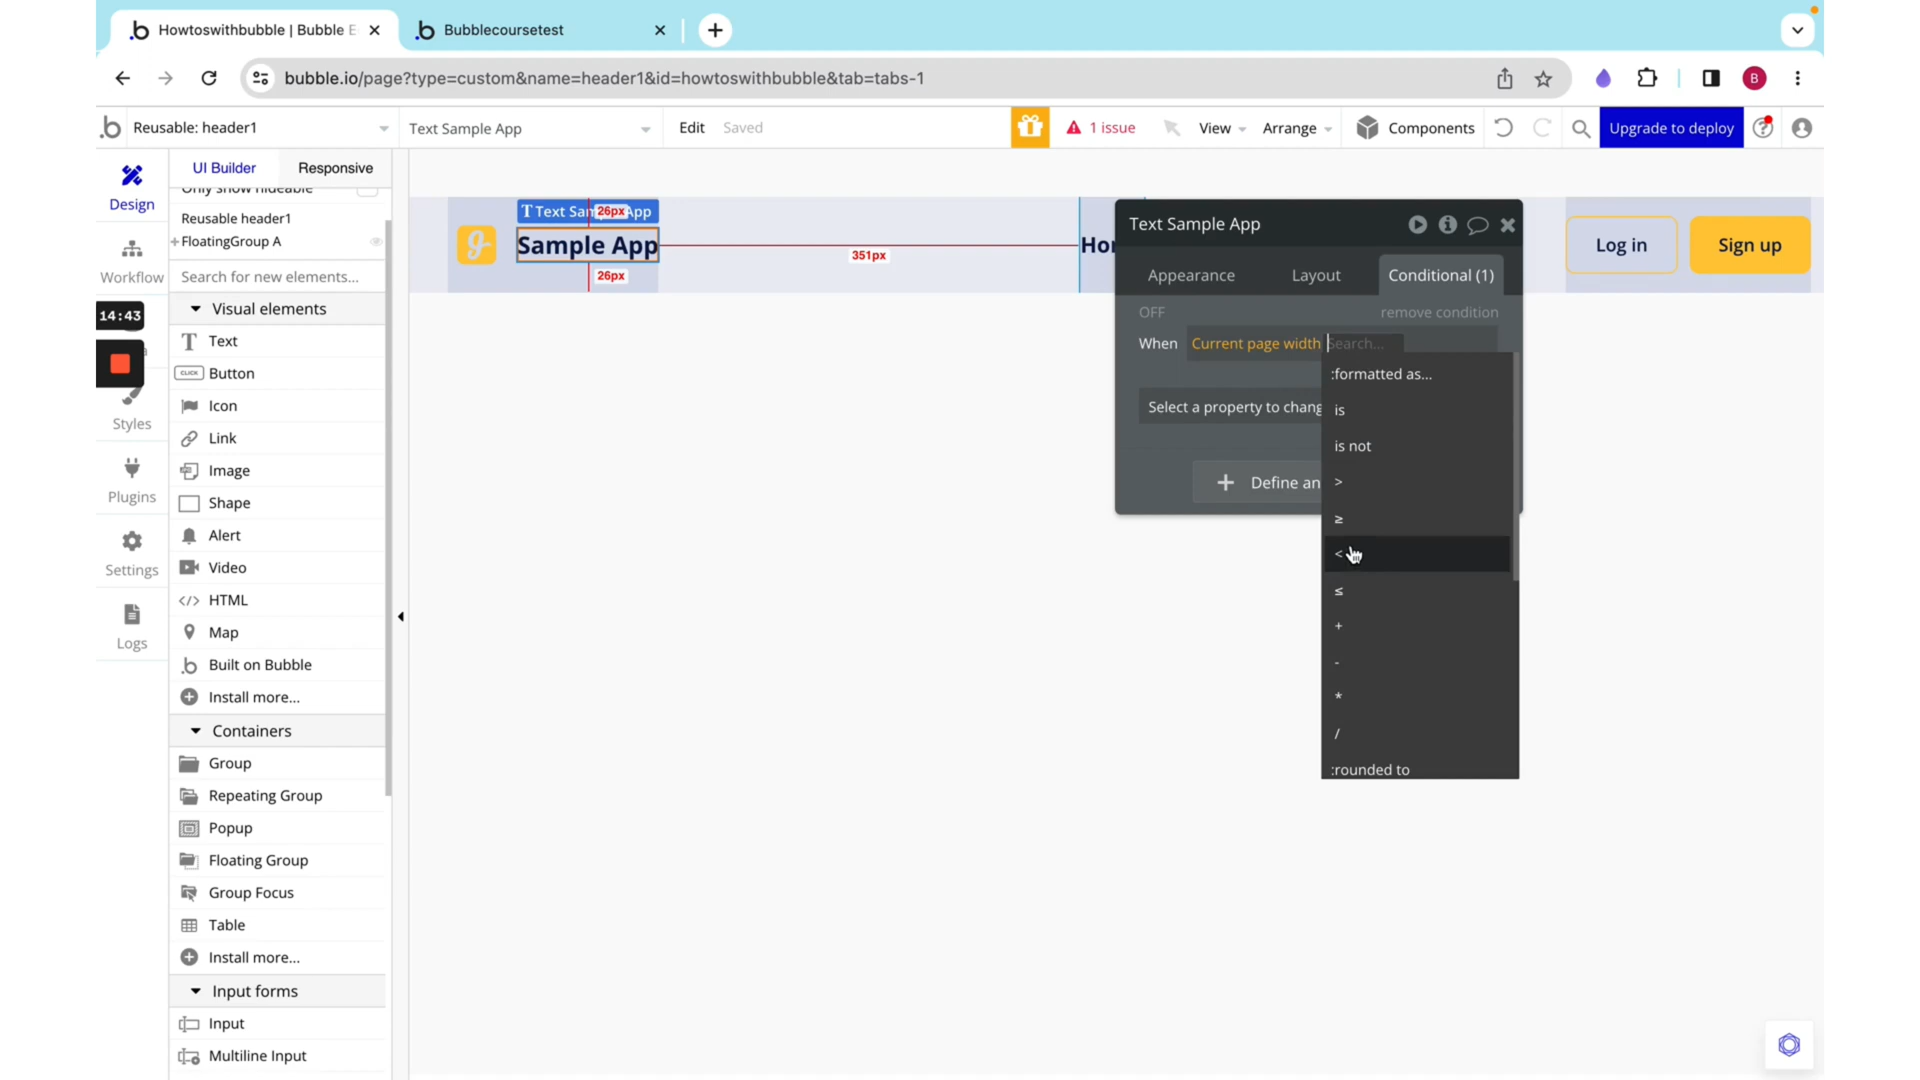 Howtoswithbubble | Bubble E
Bubblecoursetest
bubble.io/page?type=custom&name=header1&id=howtoswithbubble&tab=tabs-1
B
Reusable: header1
Text Sample App
Edit
Saved
1 issue
View
Arrange
Components
Upgrade to deploy
UI Builder
Responsive
Design
Only show hideable
Reusable header1
+FloatingGroup A
Search for new elements...
Workflow
14:43
Styles
Plugins
Settings
Logs
Visual elements
Text
CLICK Button
Icon
Link
Image
Shape
Alert
Video
</> HTML
Map
Built on Bubble
Install more...
Containers
Group
Repeating Group
Popup
Floating Group
Group Focus
Table
Install more...
Input forms
Input
Multiline Input
26px
Sample App
26px
351px
Log in
Sign up
Text Sample App
Appearance
Layout
Conditional (1)
OFF
remove condition
When
Current page width
Search...
Select a property to chang
+ Define an
:formatted as...
is
is not
>
≥
<
≤
+
-
*
/
:rounded to